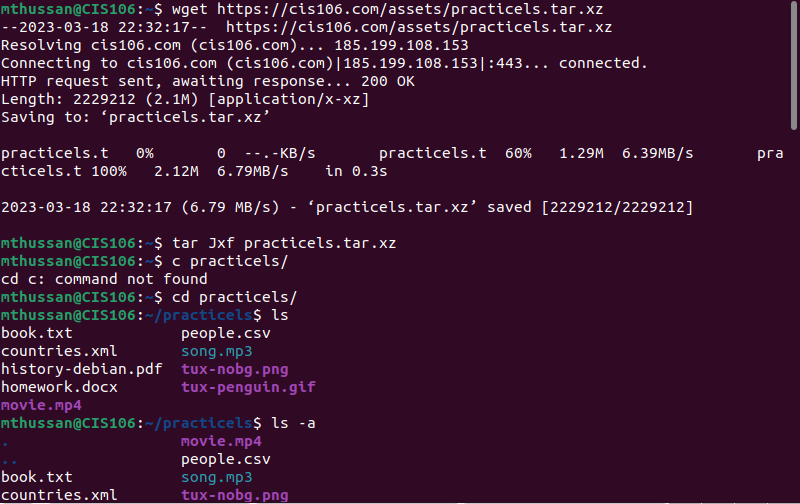 mthussan@CIS106:~$ wget https://cis106.com/assets/practicels.tar.xz
--2023-03-18 22:32:17--  https://cis106.com/assets/practicels.tar.xz
Resolving cis106.com (cis106.com)... 185.199.108.153
Connecting to cis106.com (cis106.com)|185.199.108.153|:443... connected.
HTTP request sent, awaiting response... 200 OK
Length: 2229212 (2.1M) [application/x-xz]
Saving to: ‘practicels.tar.xz’
practicels.t   0%       0  --.-KB/s       practicels.t  60%   1.29M  6.39MB/s       pra
cticels.t 100%   2.12M  6.79MB/s    in 0.3s
2023-03-18 22:32:17 (6.79 MB/s) - ‘practicels.tar.xz’ saved [2229212/2229212]
mthussan@CIS106:~$ tar Jxf practicels.tar.xz
mthussan@CIS106:~$ c practicels/
cd c: command not found
mthussan@CIS106:~$ cd practicels/
mthussan@CIS106:~/practicels$ ls
book.txt             people.csv
countries.xml        song.mp3
history-debian.pdf   tux-nobg.png
homework.docx        tux-penguin.gif
movie.mp4
mthussan@CIS106:~/practicels$ ls -a
.                    movie.mp4
..                   people.csv
book.txt             song.mp3
countries.xml        tux-nobg.png